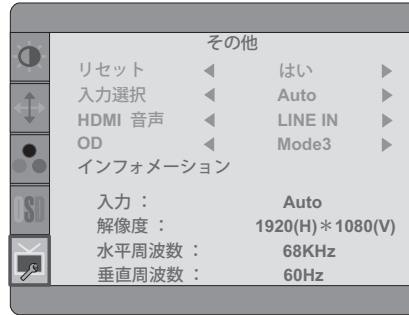 その他
リセット はい
入力選択 Auto
HDMI 音声 LINE IN
OD Mode3
インフォメーション
入力 : Auto
解像度 : 1920(H)＊1080(V)
水平周波数 : 68KHz
垂直周波数 : 60Hz
OSD